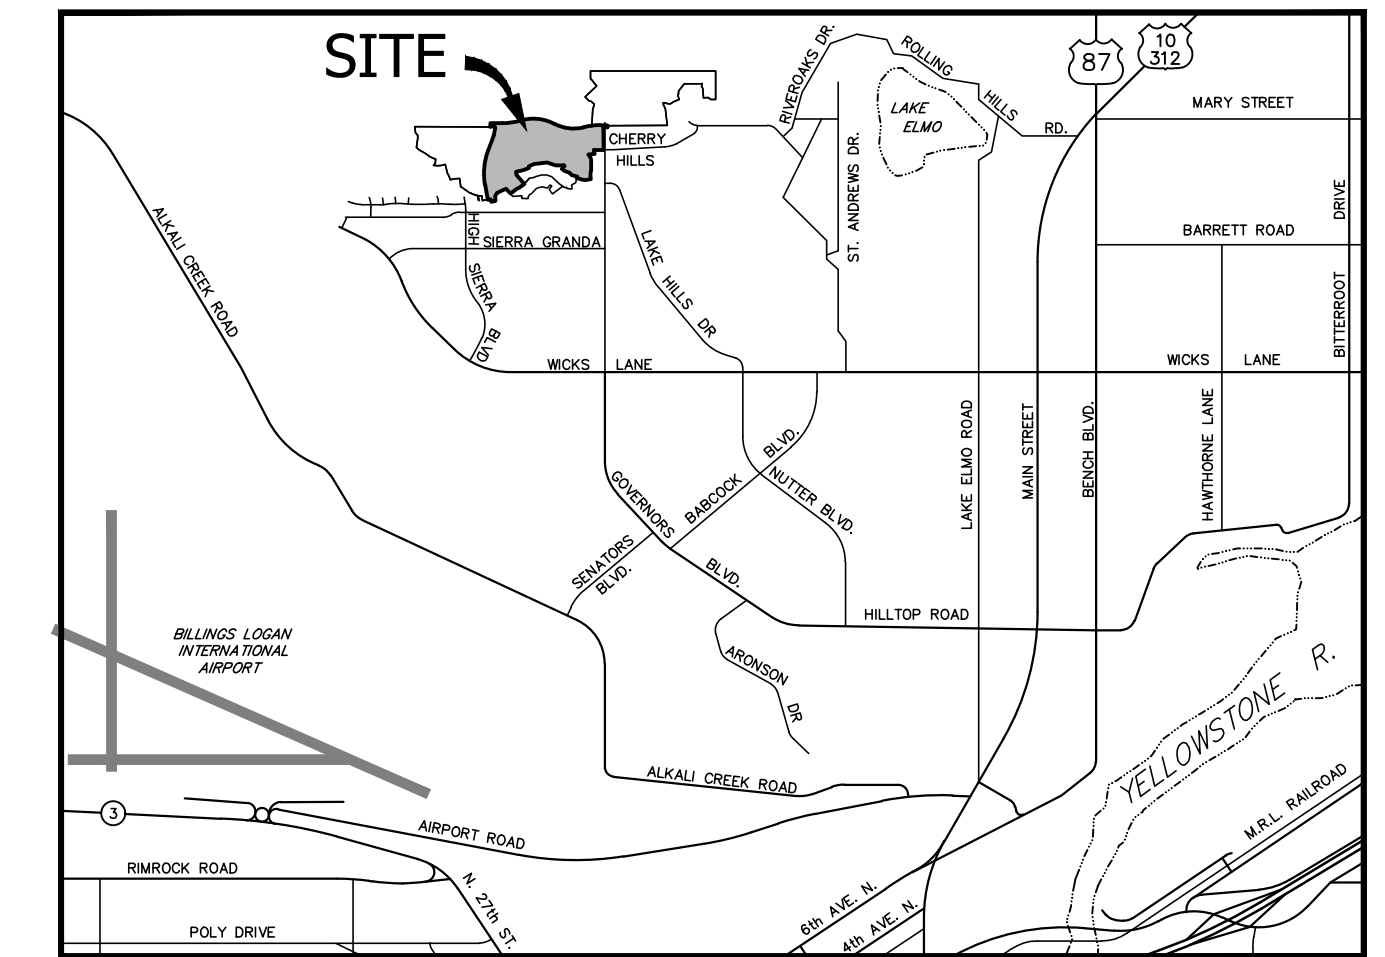 SITE
RIVEROAKS DR.
ROLLING
HILLS
RD.
LAKE
ELMO
87
10
312
MARY STREET
CHERRY
HILLS
ST. ANDREWS DR.
ALKALI CREEK ROAD
HIGH
SIERRA
BLVD
SIERRA GRANDA
LAKE
HILLS
DR
BARRETT ROAD
BITTERROOT
DRIVE
WICKS
LANE
WICKS
LANE
LAKE ELMO ROAD
MAIN STREET
BENCH BLVD.
HAWTHORNE LANE
GOVERNORS
BLVD.
BABCOCK
BLVD.
NUTTER BLVD.
SENATORS
BLVD.
HILLTOP ROAD
BILLINGS LOGAN
INTERNATIONAL
AIRPORT
ARONSON
DR
YELLOWSTONE
R.
ALKALI CREEK ROAD
M.R.L. RAILROAD
3
AIRPORT ROAD
RIMROCK ROAD
N. 27th ST.
6th AVE. N.
4th AVE. N.
POLY DRIVE